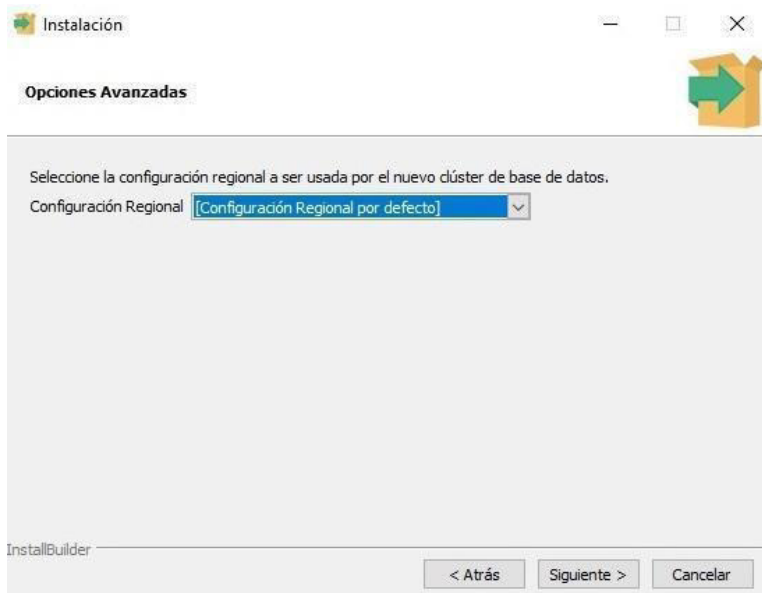 Instalación
Opciones Avanzadas
Seleccione la configuración regional a ser usada por el nuevo clúster de base de datos.
Configuración Regional [Configuración Regional por defecto]
InstallBuilder
< Atrás Siguiente > Cancelar